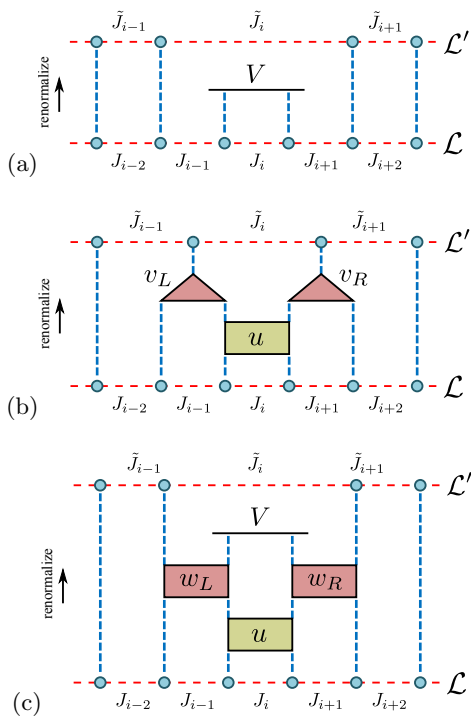 J̃_{i−1} J̃_i J̃_{i+1}
ℒ′
V
renormalize
ℒ
(a) J_{i−2} J_{i−1} J_i J_{i+1} J_{i+2}
J̃_{i−1} J̃_i J̃_{i+1}
ℒ′
v_L v_R
renormalize
u
ℒ
(b) J_{i−2} J_{i−1} J_i J_{i+1} J_{i+2}
J̃_{i−1} J̃_i J̃_{i+1}
ℒ′
V
renormalize
w_L w_R
u
ℒ
(c) J_{i−2} J_{i−1} J_i J_{i+1} J_{i+2}